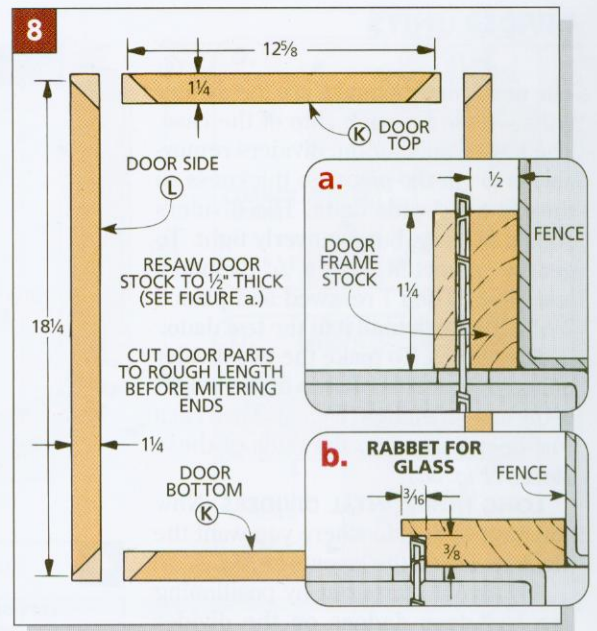 8
12⅝
1¼
K DOOR
TOP
DOOR SIDE
L
RESAW DOOR
STOCK TO ½" THICK
(SEE FIGURE a.)
18¼
CUT DOOR PARTS
TO ROUGH LENGTH
BEFORE MITERING
ENDS
1¼
DOOR
BOTTOM
K
a.
½
FENCE
DOOR
FRAME
STOCK
1¼
b. RABBET FOR
GLASS
FENCE
3⁄16
⅜